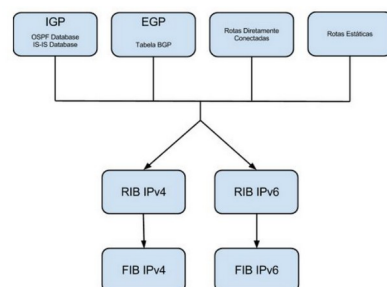 IGP
OSPF Database
IS-IS Database
EGP
Tabela BGP
Rotas Diretamente
Conectadas
Rotas Estáticas
RIB IPv4
RIB IPv6
FIB IPv4
FIB IPv6